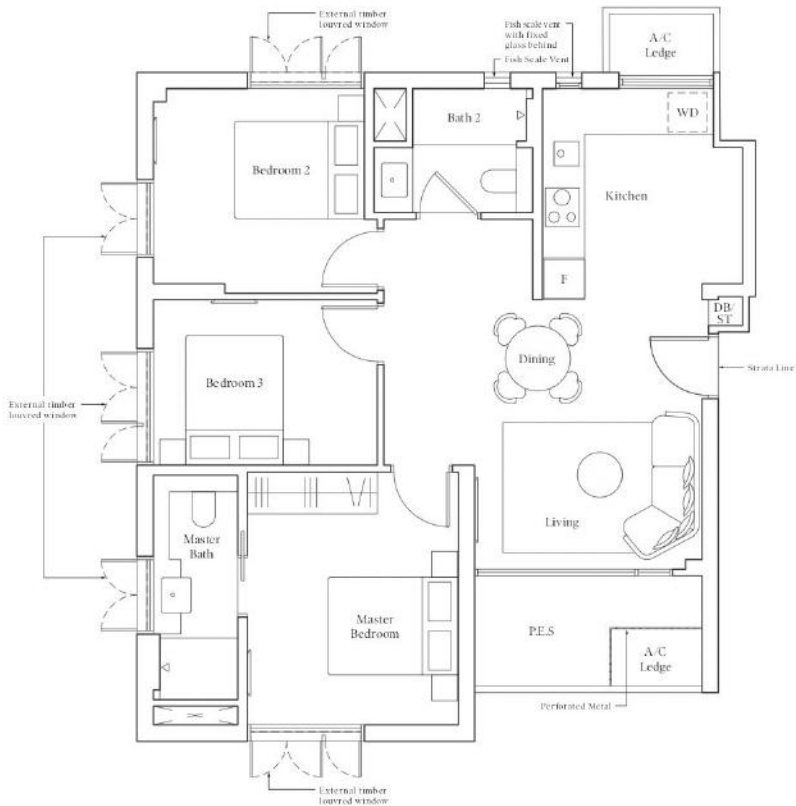 External timber
louvred window
Fish scale vent
with fixed
glass behind
Fish Scale Vent
A/C
Ledge
WD
Bath 2
Bedroom 2
Kitchen
F
DB/
ST
Dining
Strata Line
Bedroom 3
External timber
louvred window
Living
Master
Bath
Master
Bedroom
P.E.S
A/C
Ledge
Perforated Metal
External timber
louvred window